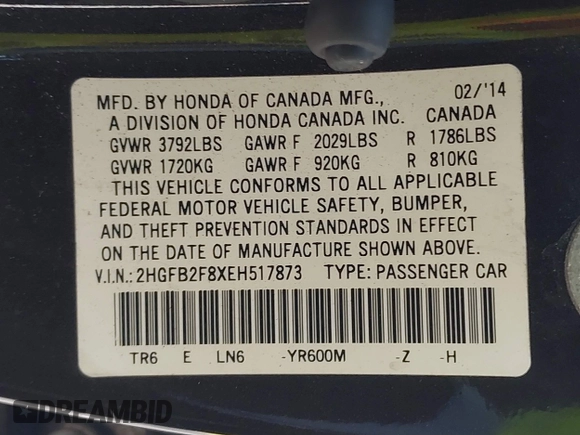 02/'14
MFD. BY HONDA OF CANADA MFG.,
A DIVISION OF HONDA CANADA INC. CANADA
GVWR 3792LBS GAWR F 2029LBS R 1786LBS
GVWR 1720KG GAWR F 920KG R 810KG
THIS VEHICLE CONFORMS TO ALL APPLICABLE
FEDERAL MOTOR VEHICLE SAFETY, BUMPER,
AND THEFT PREVENTION STANDARDS IN EFFECT
ON THE DATE OF MANUFACTURE SHOWN ABOVE.
V.I.N.: 2HGFB2F8XEH517873 TYPE: PASSENGER CAR
TR6 E LN6 -YR600M -Z -H
DREAMBID